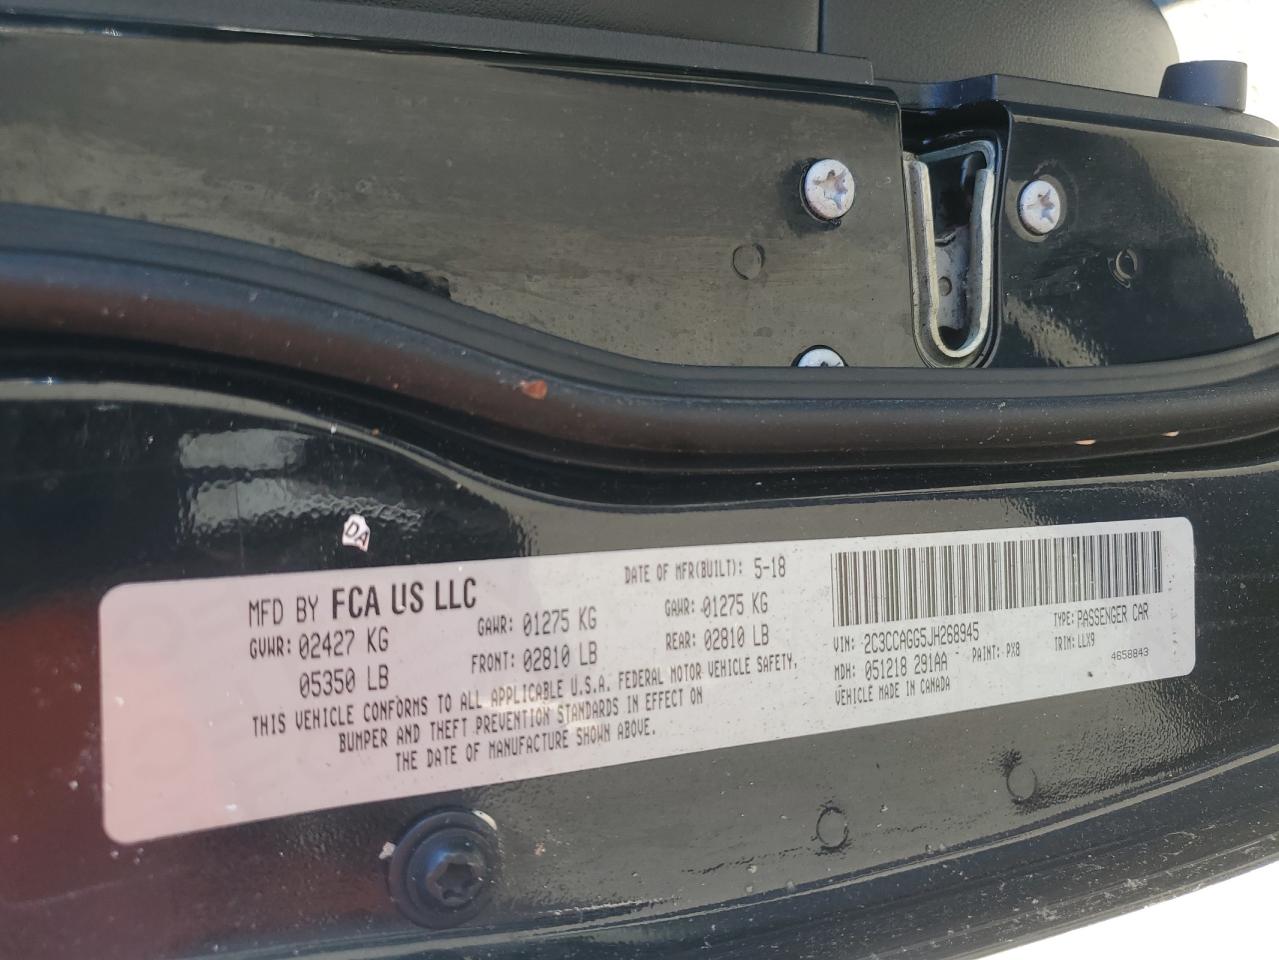 DA
MFD BY FCA US LLC
DATE OF MFR(BUILT): 5-18
GVWR: 02427 KG
05350 LB
GAWR: 01275 KG
FRONT: 02810 LB
GAWR: 01275 KG
REAR: 02810 LB
THIS VEHICLE CONFORMS TO ALL APPLICABLE U.S.A. FEDERAL MOTOR VEHICLE SAFETY,
BUMPER AND THEFT PREVENTION STANDARDS IN EFFECT ON
THE DATE OF MANUFACTURE SHOWN ABOVE.
VIN: 2C3CCAGG5JH268945
TYPE: PASSENGER CAR
MDH: 051218 291AA
PAINT: PX8
TRIM: LLX9
VEHICLE MADE IN CANADA
4658843